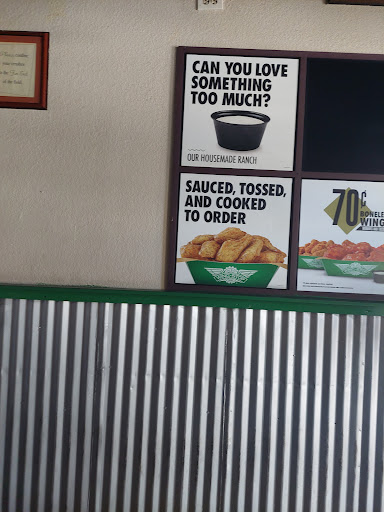 CAN YOU LOVE
SOMETHING
TOO MUCH?
OUR HOUSEMADE RANCH
SAUCED, TOSSED,
AND COOKED
TO ORDER
70¢
BONELE
WING